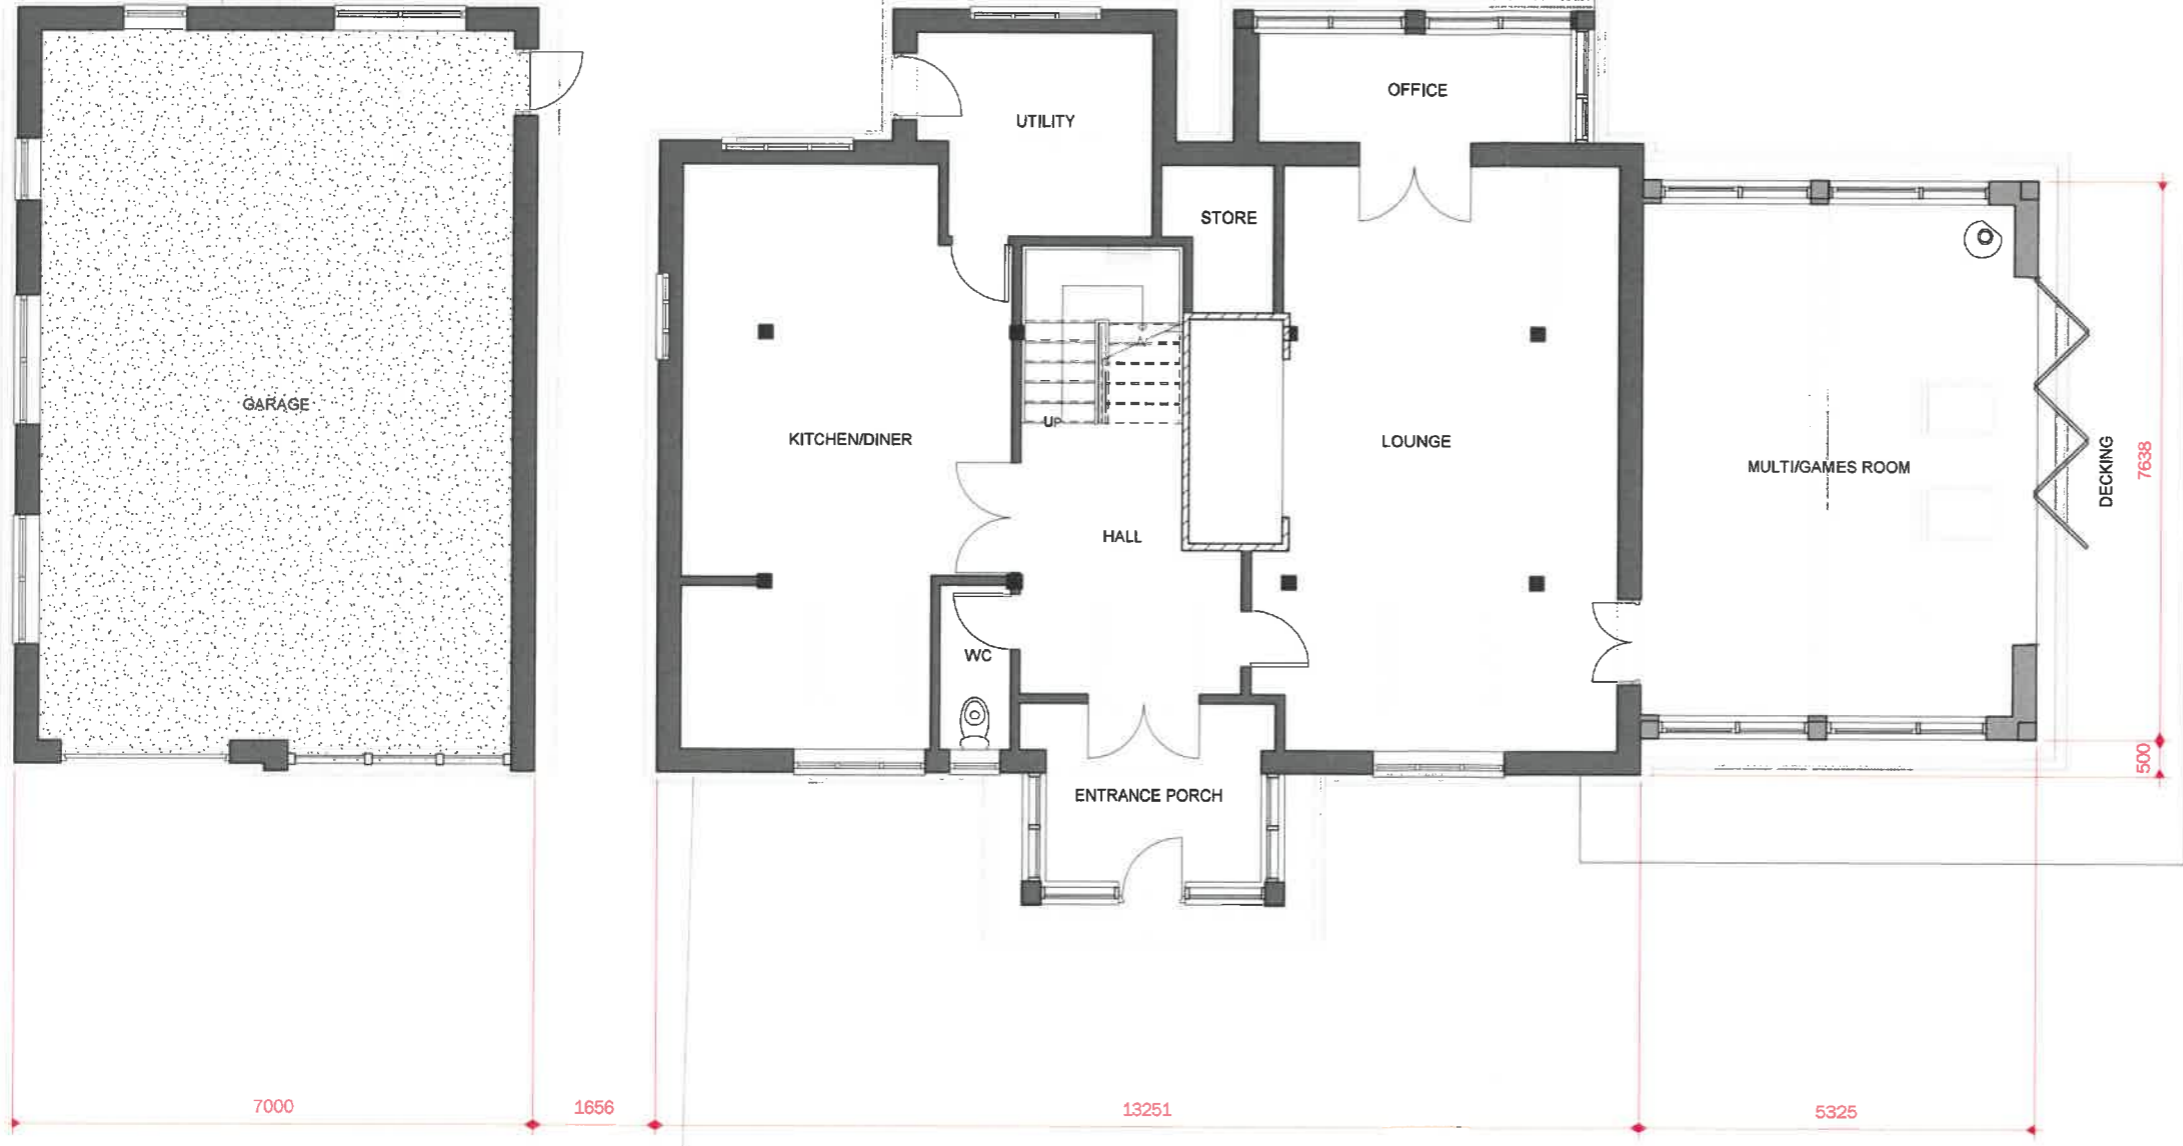 OFFICE
UTILITY
STORE
GARAGE
UP
KITCHEN/DINER
LOUNGE
MULTI/GAMES ROOM
DECKING
7638
HALL
WC
500
ENTRANCE PORCH
7000
1656
13251
5325